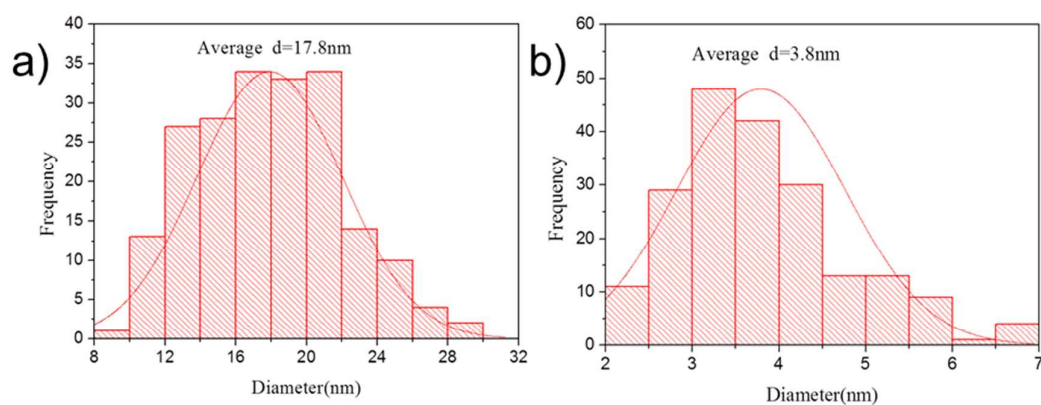 a)
Average d=17.8nm
40
35
30
25
20
15
10
5
0
Frequency
8 12 16 20 24 28 32
Diameter(nm)
b)
Average d=3.8nm
60
50
40
30
20
10
0
Frequency
2 3 4 5 6 7
Diameter(nm)